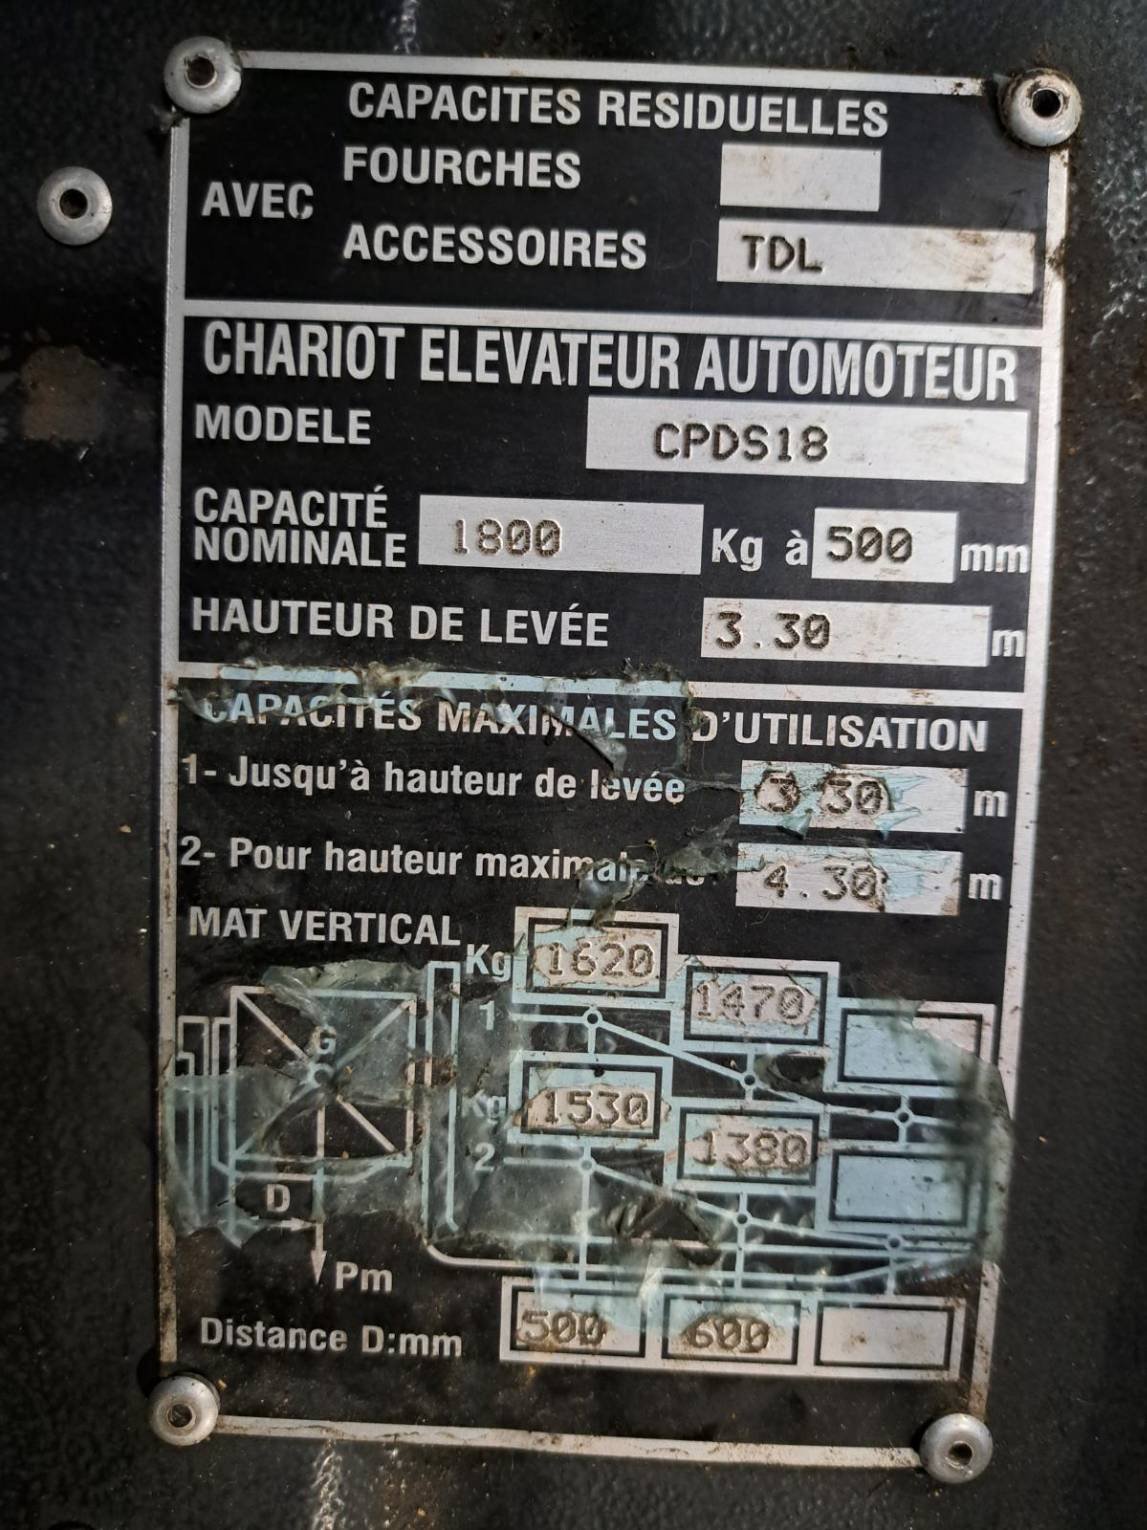 CAPACITES RESIDUELLES
FOURCHES
AVEC
ACCESSOIRES TDL
CHARIOT ELEVATEUR AUTOMOTEUR
MODELE CPDS18
CAPACITÉ
NOMINALE 1800 Kg à 500 mm
HAUTEUR DE LEVÉE 3.30 m
CAPACITÉS MAXIMALES D'UTILISATION
1- Jusqu'à hauteur de levée 3 30 m
2- Pour hauteur maximale de 4.30 m
MAT VERTICAL
Kg 1620 1470
1
G
Kg 1530 1380
2
D
Pm
Distance D:mm 500 600